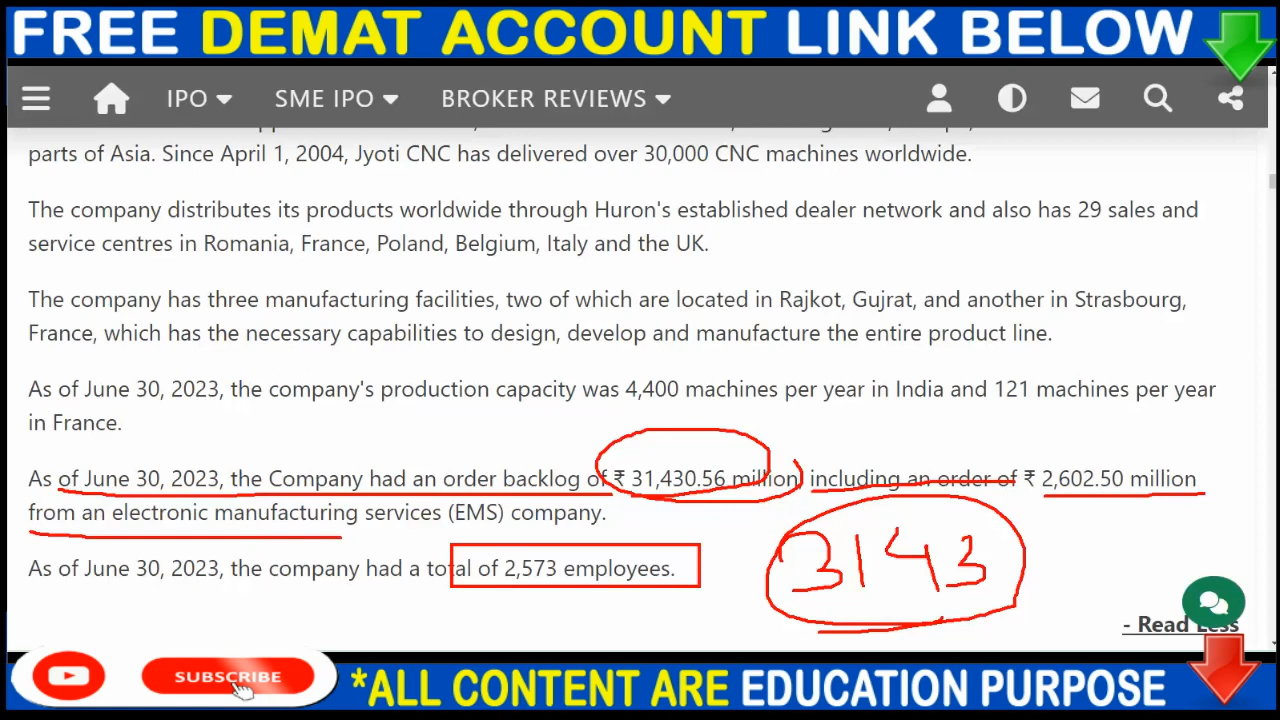 FREE DEMAT ACCOUNT LINK BELOW
IPO SME IPO BROKER REVIEWS
parts of Asia. Since April 1, 2004, Jyoti CNC has delivered over 30,000 CNC machines worldwide.
The company distributes its products worldwide through Huron's established dealer network and also has 29 sales and
service centres in Romania, France, Poland, Belgium, Italy and the UK.
The company has three manufacturing facilities, two of which are located in Rajkot, Gujrat, and another in Strasbourg,
France, which has the necessary capabilities to design, develop and manufacture the entire product line.
As of June 30, 2023, the company's production capacity was 4,400 machines per year in India and 121 machines per year
in France.
As of June 30, 2023, the Company had an order backlog of ₹ 31,430.56 million, including an order of ₹ 2,602.50 million
from an electronic manufacturing services (EMS) company.
3143
As of June 30, 2023, the company had a total of 2,573 employees.
- Read Less
SUBSCRIBE
*ALL CONTENT ARE EDUCATION PURPOSE